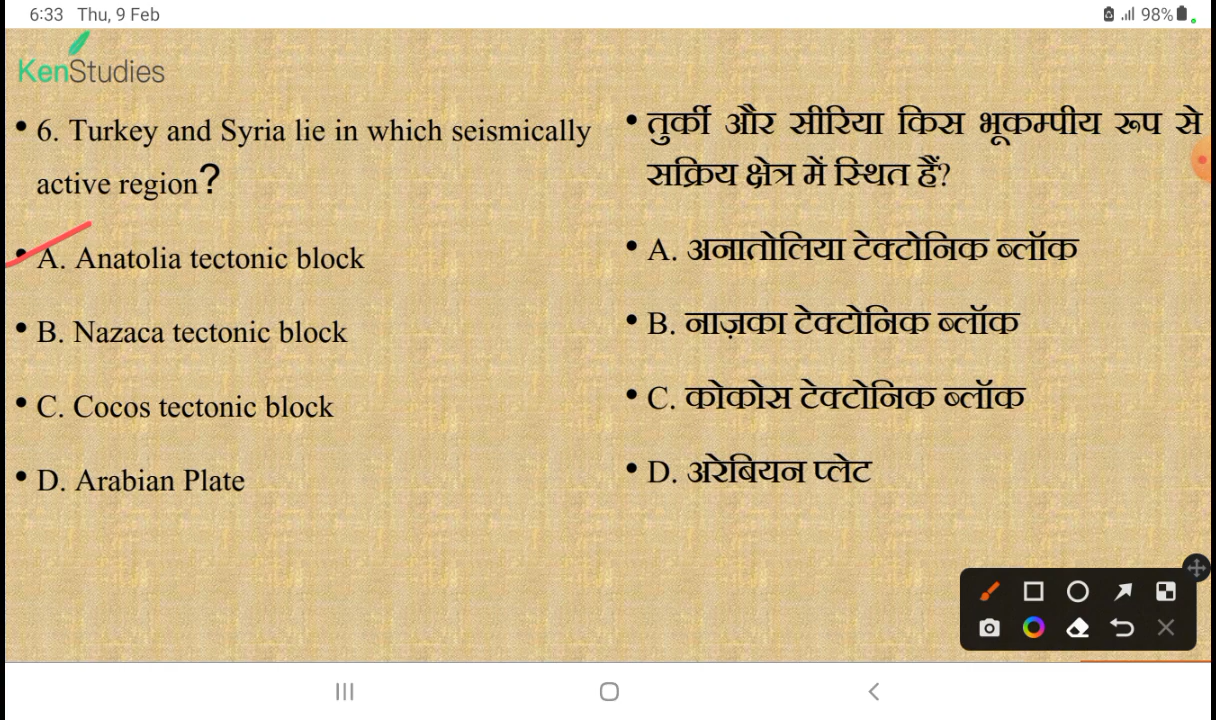 6:33 Thu, 9 Feb
98%
KenStudies
• 6. Turkey and Syria lie in which seismically
active region?
• A. Anatolia tectonic block
• B. Nazaca tectonic block
• C. Cocos tectonic block
• D. Arabian Plate
• तुर्की और सीरिया किस भूकम्पीय रूप से
सक्रिय क्षेत्र में स्थित हैं?
• A. अनातोलिया टेक्टोनिक ब्लॉक
• B. नाज़का टेक्टोनिक ब्लॉक
• C. कोकोस टेक्टोनिक ब्लॉक
• D. अरेबियन प्लेट